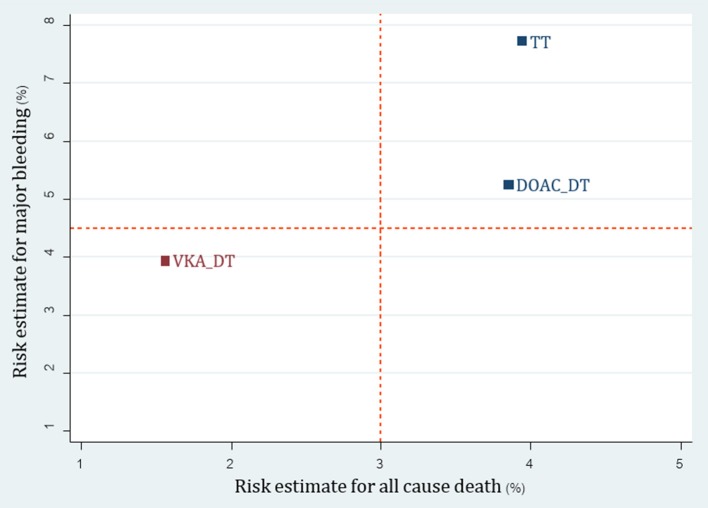 Risk estimate for major bleeding (%)
8
7
6
5
4
3
2
1
TT
DOAC_DT
VKA_DT
1 2 3 4 5
Risk estimate for all cause death (%)